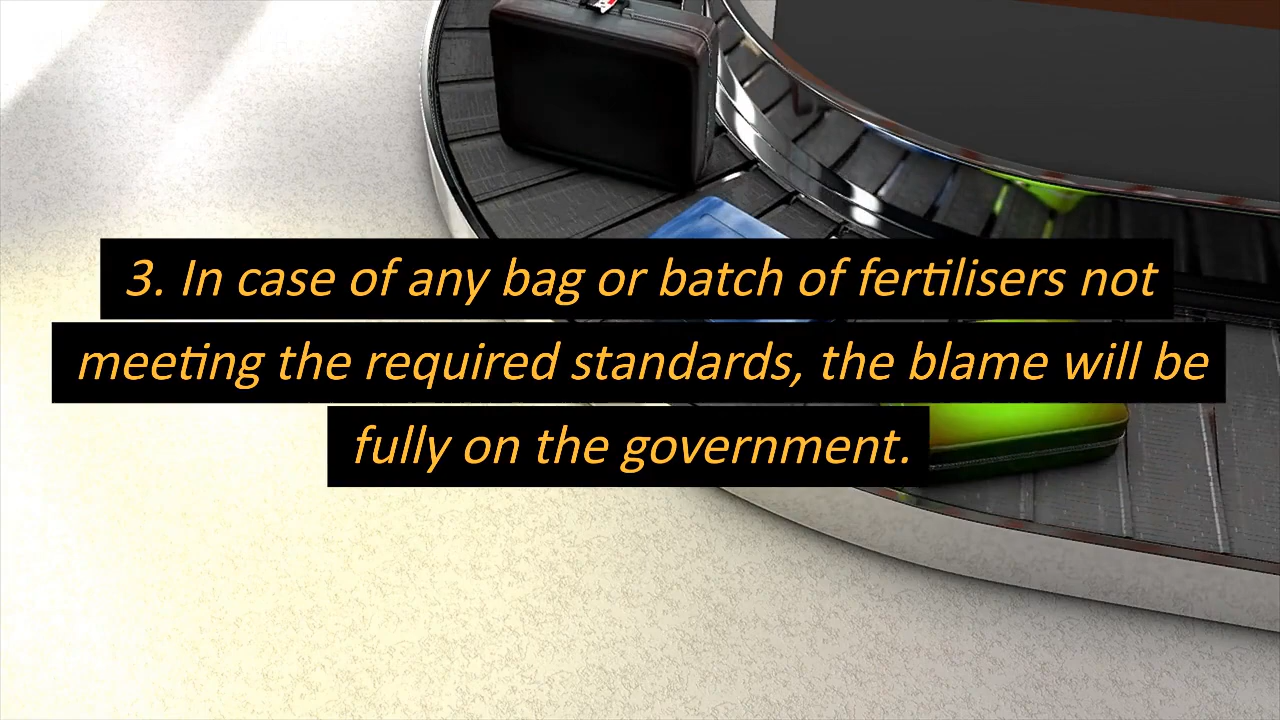 3. In case of any bag or batch of fertilisers not
meeting the required standards, the blame will be
fully on the government.